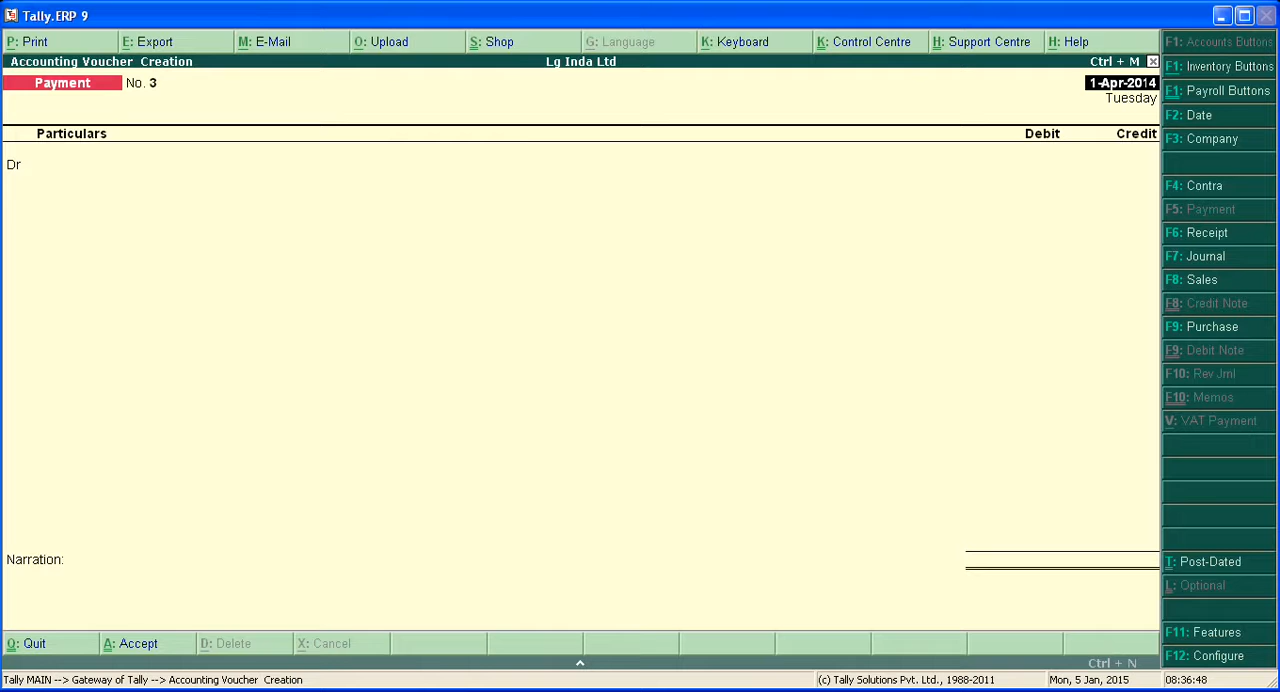 Tally.ERP 9
P: Print E: Export M: E-Mail O: Upload S: Shop G: Language K: Keyboard K: Control Centre H: Support Centre H: Help
Accounting Voucher Creation Lg Inda Ltd Ctrl + M
Payment No. 3 1-Apr-2014
Tuesday
Particulars Debit Credit
Dr
Narration:
F1: Accounts Buttons
F1: Inventory Buttons
F1: Payroll Buttons
F2: Date
F3: Company
F4: Contra
F5: Payment
F6: Receipt
F7: Journal
F8: Sales
F8: Credit Note
F9: Purchase
F9: Debit Note
F10: Rev Jrnl
F10: Memos
V: VAT Payment
T: Post-Dated
L: Optional
F11: Features
F12: Configure
Q: Quit A: Accept D: Delete X: Cancel
Ctrl + N
Tally MAIN --> Gateway of Tally --> Accounting Voucher Creation (c) Tally Solutions Pvt. Ltd., 1988-2011 Mon, 5 Jan, 2015 08:36:48